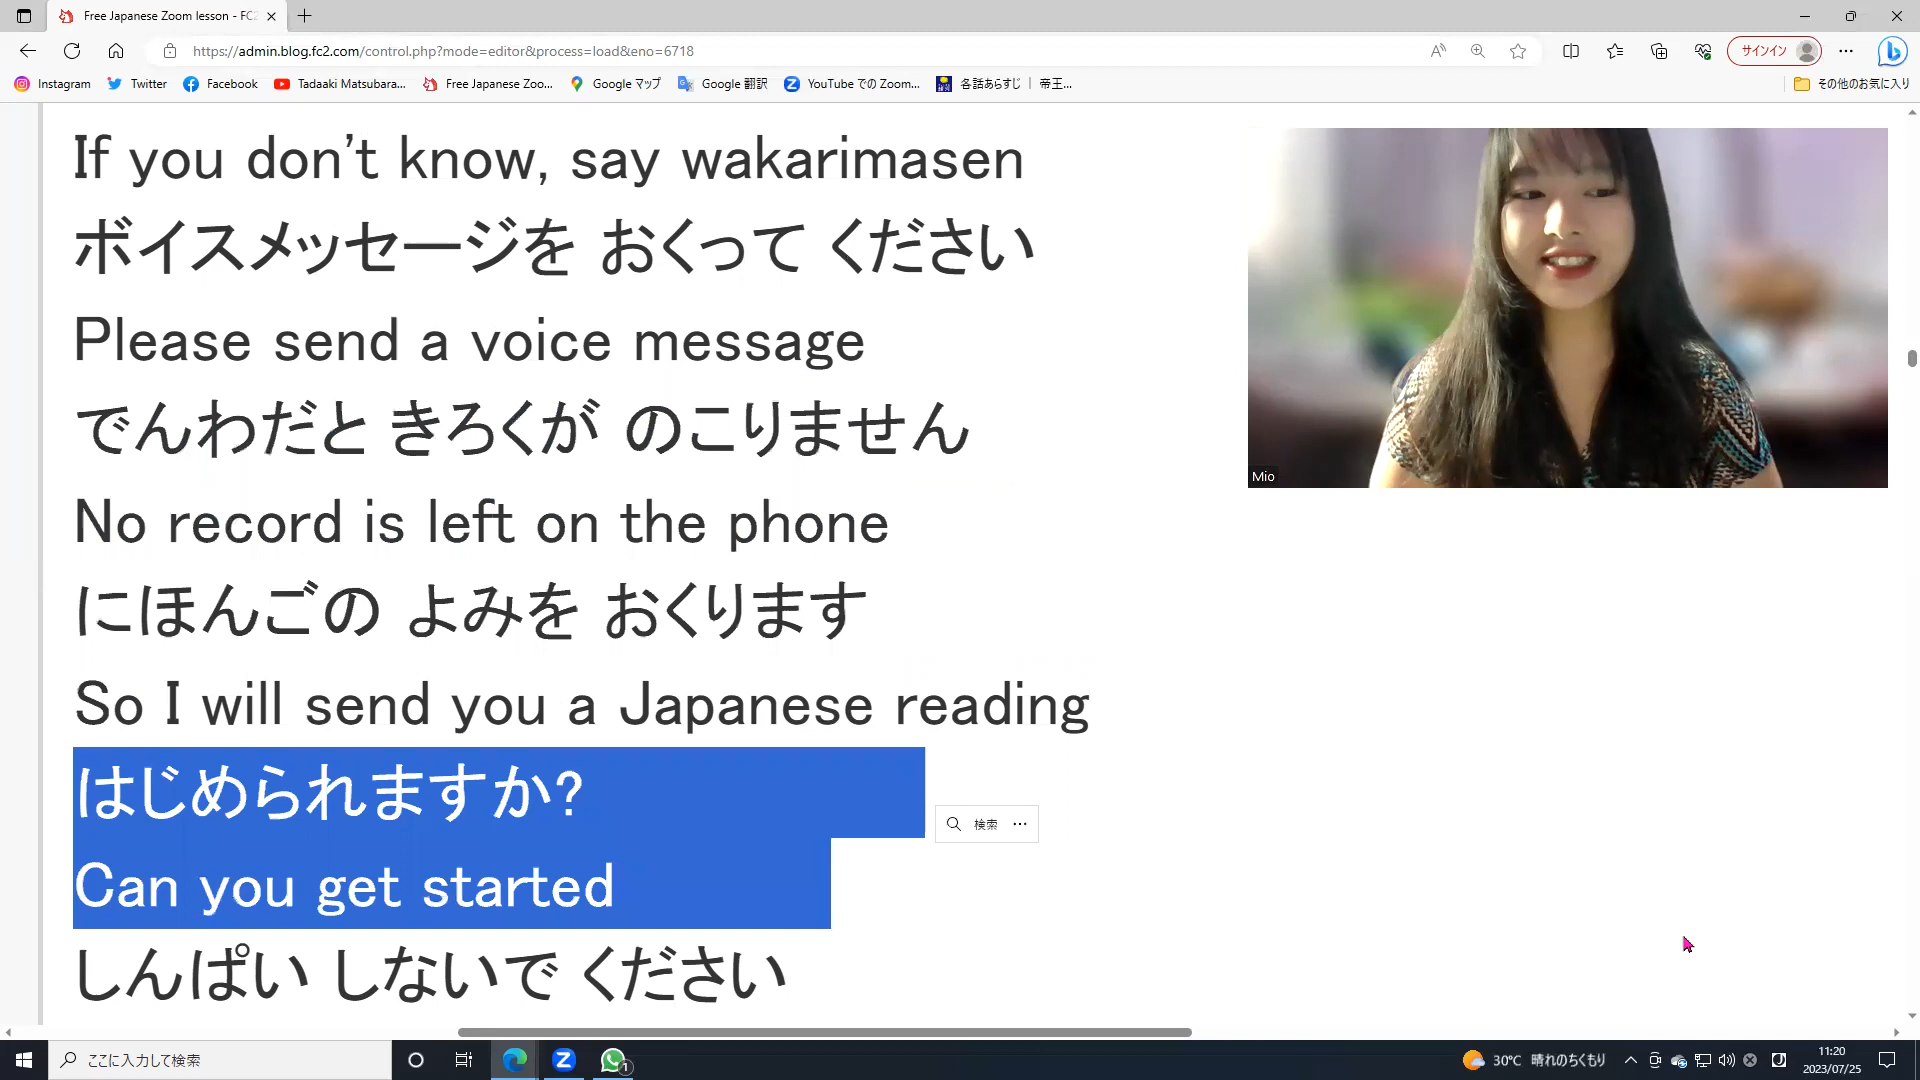 Free Japanese Zoom lesson - FC2
https://admin.blog.fc2.com/control.php?mode=editor&process=load&eno=6718
サインイン
Instagram
Twitter
Facebook
Tadaaki Matsubara...
Free Japanese Zoo...
Google マップ
Google 翻訳
YouTube での Zoom...
各話あらすじ | 帝王...
その他のお気に入り
If you don't know, say wakarimasen
ボイスメッセージを おくって ください
Please send a voice message
でんわだと きろくが のこりません
No record is left on the phone
にほんごの よみを おくります
So I will send you a Japanese reading
はじめられますか?
Can you get started
しんぱい しないで ください
検索
Mio
ここに入力して検索
1
30°C 晴れのちくもり
11:20
2023/07/25